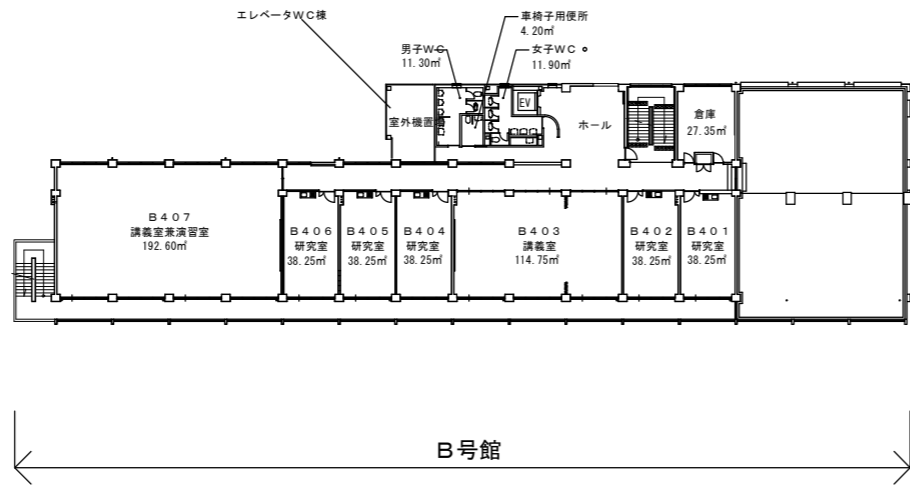 エレベータWC棟
車椅子用便所
4.20㎡
男子WC
11.30㎡
女子WC
11.90㎡
EV
室外機置場
ホール
倉庫
27.35㎡
B407
講義室兼演習室
192.60㎡
B406
研究室
38.25㎡
B405
研究室
38.25㎡
B404
研究室
38.25㎡
B403
講義室
114.75㎡
B402
研究室
38.25㎡
B401
研究室
38.25㎡
B号館